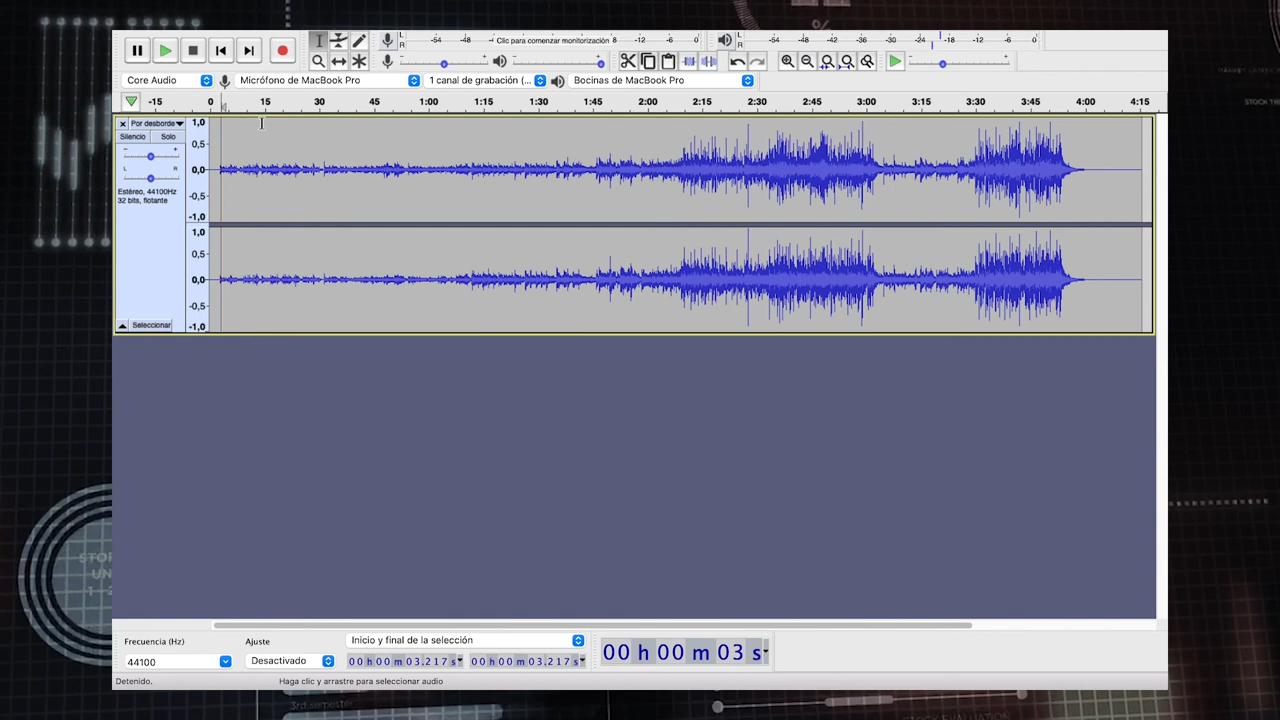 L
R
-54 -48 -4 Clic para comenzar monitorización 8 -12 -6 0
L
R
-54 -48 -42 -36 -30 -24 -18 -12 -6 0
Core Audio
Micrófono de MacBook Pro
1 canal de grabación (...
Bocinas de MacBook Pro
-15 0 15 30 45 1:00 1:15 1:30 1:45 2:00 2:15 2:30 2:45 3:00 3:15 3:30 3:45 4:00 4:15
Por desborde
Silencio Solo
- +
L R
Estéreo, 44100Hz
32 bits, flotante
Seleccionar
1,0
0,5
0,0
-0,5
-1,0
1,0
0,5
0,0
-0,5
-1,0
Frecuencia (Hz)
44100
Ajuste
Desactivado
Inicio y final de la selección
00 h 00 m 03.217 s
00 h 00 m 03.217 s
00 h 00 m 03 s
Detenido.
Haga clic y arrastre para seleccionar audio
%
3rd semester